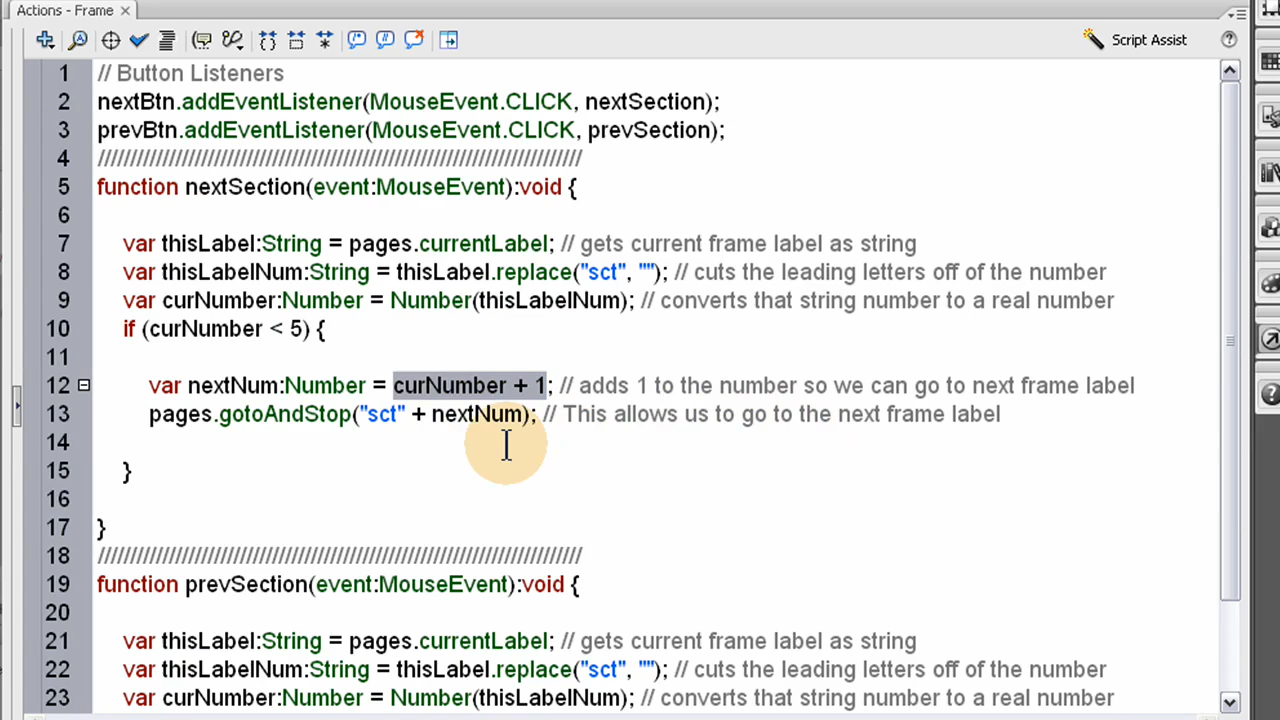 Actions - Frame
Script Assist
1 // Button Listeners
2 nextBtn.addEventListener(MouseEvent.CLICK, nextSection);
3 prevBtn.addEventListener(MouseEvent.CLICK, prevSection);
4 //////////////////////////////////////////////////////////////////////////
5 function nextSection(event:MouseEvent):void {
6
7 var thisLabel:String = pages.currentLabel; // gets current frame label as string
8 var thisLabelNum:String = thisLabel.replace("sct", ""); // cuts the leading letters off of the number
9 var curNumber:Number = Number(thisLabelNum); // converts that string number to a real number
10 if (curNumber < 5) {
11
12 var nextNum:Number = curNumber + 1; // adds 1 to the number so we can go to next frame label
13 pages.gotoAndStop("sct" + nextNum); // This allows us to go to the next frame label
14
15 }
16
17 }
18 //////////////////////////////////////////////////////////////////////////
19 function prevSection(event:MouseEvent):void {
20
21 var thisLabel:String = pages.currentLabel; // gets current frame label as string
22 var thisLabelNum:String = thisLabel.replace("sct", ""); // cuts the leading letters off of the number
23 var curNumber:Number = Number(thisLabelNum); // converts that string number to a real number